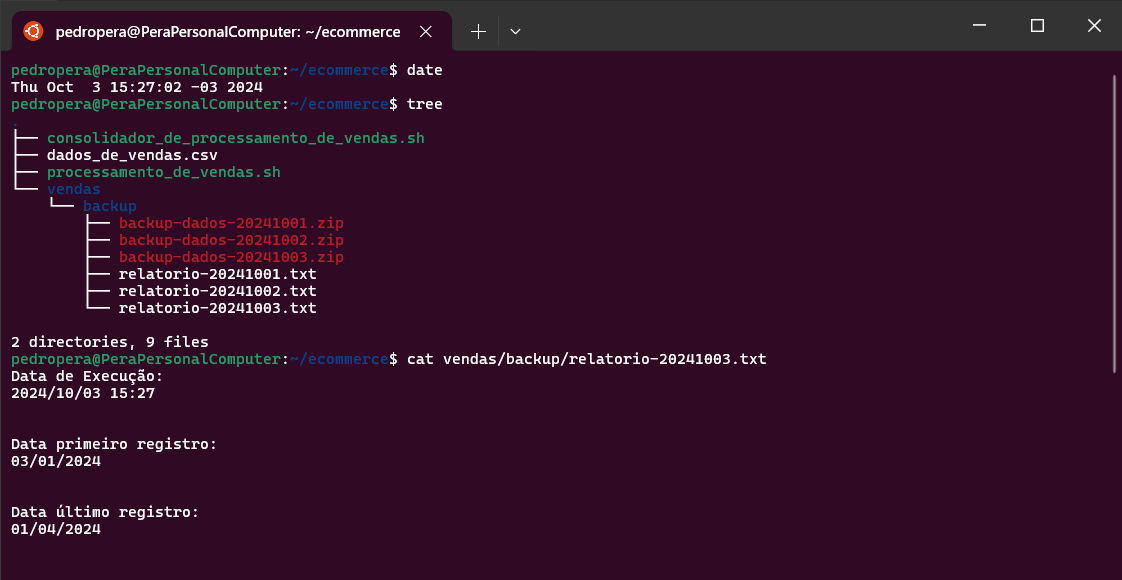 pedropera@PeraPersonalComputer: ~/ecommerce
pedropera@PeraPersonalComputer:~/ecommerce$ date
Thu Oct  3 15:27:02 -03 2024
pedropera@PeraPersonalComputer:~/ecommerce$ tree
.
├── consolidador_de_processamento_de_vendas.sh
├── dados_de_vendas.csv
├── processamento_de_vendas.sh
└── vendas
    └── backup
        ├── backup-dados-20241001.zip
        ├── backup-dados-20241002.zip
        ├── backup-dados-20241003.zip
        ├── relatorio-20241001.txt
        ├── relatorio-20241002.txt
        └── relatorio-20241003.txt
2 directories, 9 files
pedropera@PeraPersonalComputer:~/ecommerce$ cat vendas/backup/relatorio-20241003.txt
Data de Execução:
2024/10/03 15:27
Data primeiro registro:
03/01/2024
Data último registro:
01/04/2024